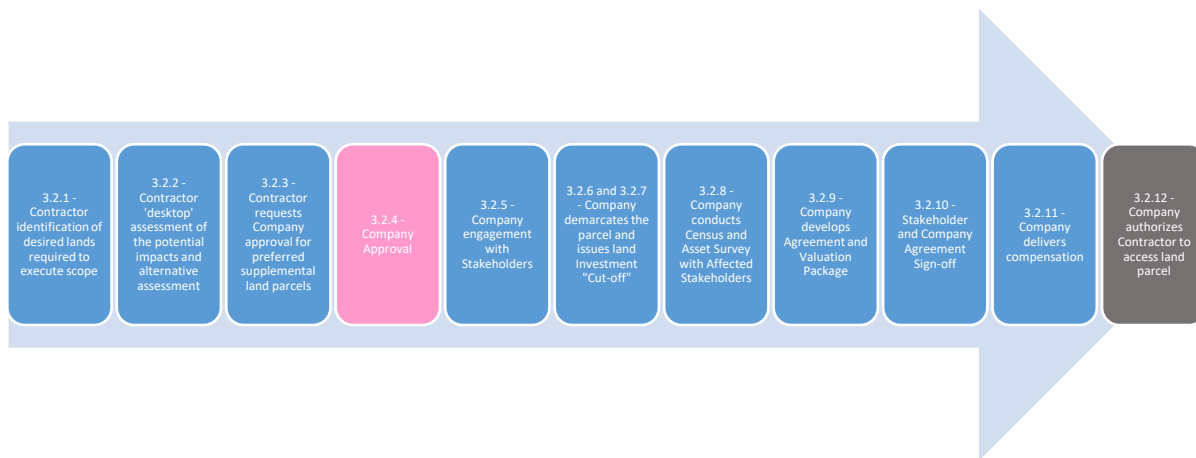 3.2.1 -
Contractor
identification of
desired lands
required to
execute scope
3.2.2 -
Contractor
'desktop'
assessment of
the potential
impacts and
alternative
assessment
3.2.3 -
Contractor
requests
Company
approval for
preferred
supplemental
land parcels
3.2.4 -
Company
Approval
3.2.5 -
Company
engagement
with
Stakeholders
3.2.6 and 3.2.7
- Company
demarcates the
parcel and
issues land
Investment
"Cut-off"
3.2.8 -
Company
conducts
Census and
Asset Survey
with Affected
Stakeholders
3.2.9 -
Company
develops
Agreement and
Valuation
Package
3.2.10 -
Stakeholder
and Company
Agreement
Sign-off
3.2.11 -
Company
delivers
compensation
3.2.12 -
Company
authorizes
Contractor to
access land
parcel